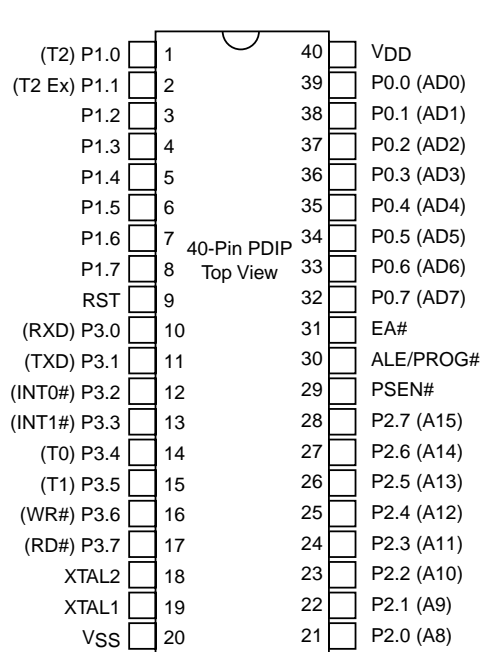 (T2) P1.0 1 40 VDD
(T2 Ex) P1.1 2 39 P0.0 (AD0)
P1.2 3 38 P0.1 (AD1)
P1.3 4 37 P0.2 (AD2)
P1.4 5 36 P0.3 (AD3)
P1.5 6 35 P0.4 (AD4)
P1.6 7 34 P0.5 (AD5)
40-Pin PDIP
P1.7 8 Top View 33 P0.6 (AD6)
RST 9 32 P0.7 (AD7)
(RXD) P3.0 10 31 EA#
(TXD) P3.1 11 30 ALE/PROG#
(INT0#) P3.2 12 29 PSEN#
(INT1#) P3.3 13 28 P2.7 (A15)
(T0) P3.4 14 27 P2.6 (A14)
(T1) P3.5 15 26 P2.5 (A13)
(WR#) P3.6 16 25 P2.4 (A12)
(RD#) P3.7 17 24 P2.3 (A11)
XTAL2 18 23 P2.2 (A10)
XTAL1 19 22 P2.1 (A9)
VSS 20 21 P2.0 (A8)